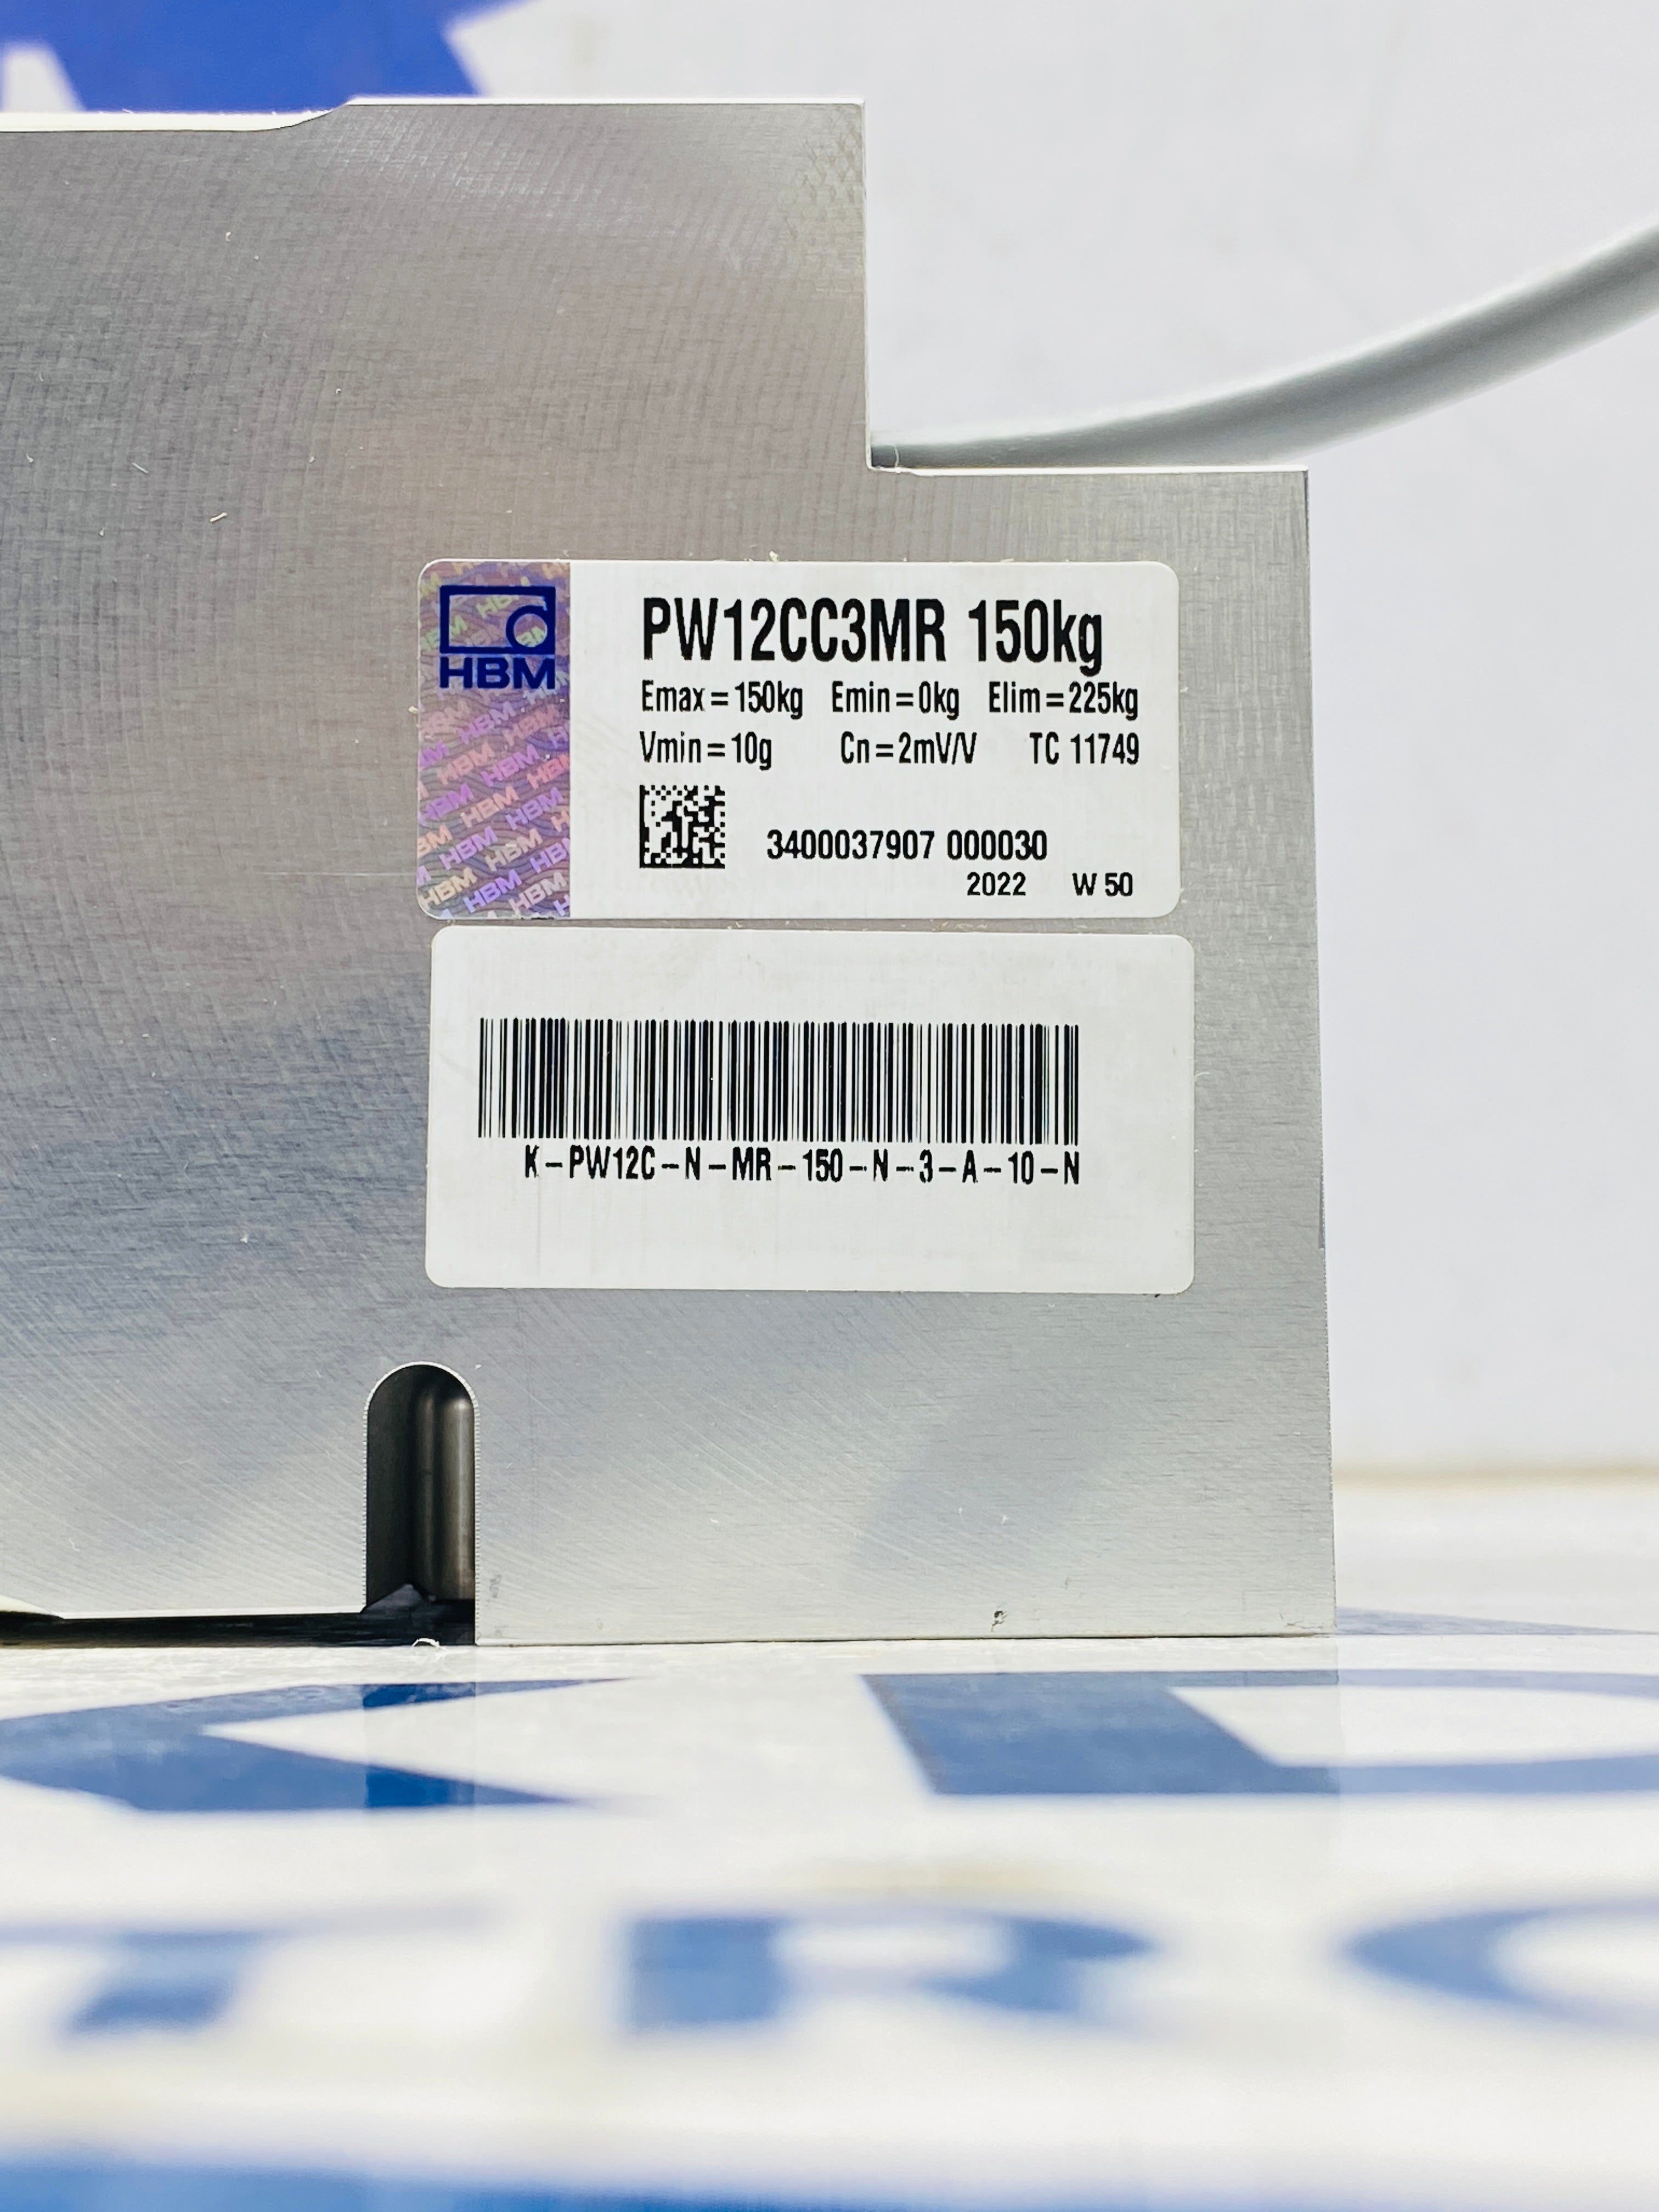 HBM
PW12CC3MR 150kg
Emax=150kg Emin=0kg Elim=225kg
Vmin=10g Cn=2mV/V TC 11749
3400037907 000030
2022 W 50
K-PW12C-N-MR-150-N-3-A-10-N